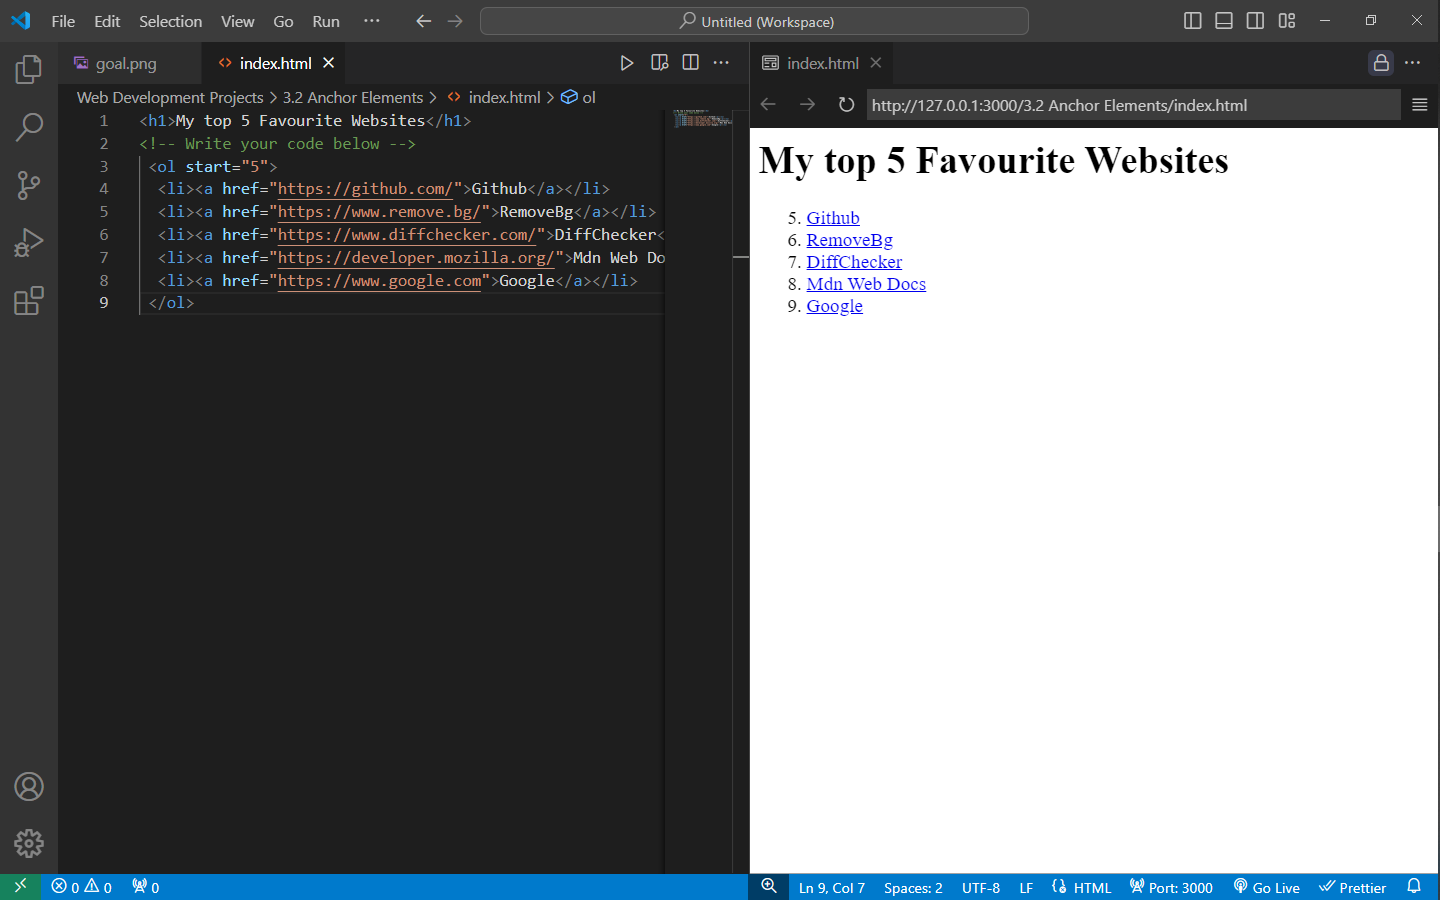 File Edit Selection View Go Run ··· Untitled (Workspace)
goal.png index.html
index.html
Web Development Projects > 3.2 Anchor Elements > index.html > ol
http://127.0.0.1:3000/3.2 Anchor Elements/index.html
1 <h1>My top 5 Favourite Websites</h1>
2 <!-- Write your code below -->
3 <ol start="5">
4 <li><a href="https://github.com/">Github</a></li>
5 <li><a href="https://www.remove.bg/">RemoveBg</a></li>
6 <li><a href="https://www.diffchecker.com/">DiffChecker<
7 <li><a href="https://developer.mozilla.org/">Mdn Web Do
8 <li><a href="https://www.google.com">Google</a></li>
9 </ol>
My top 5 Favourite Websites
5. Github
6. RemoveBg
7. DiffChecker
8. Mdn Web Docs
9. Google
0 0 0 Ln 9, Col 7 Spaces: 2 UTF-8 LF HTML Port: 3000 Go Live Prettier